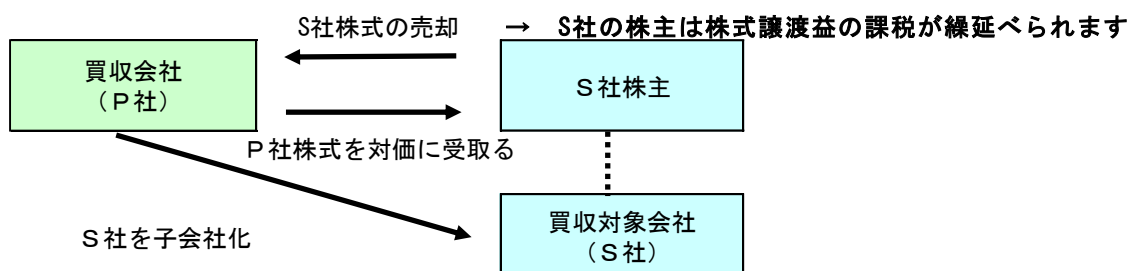 S社株式の売却　→　S社の株主は株式譲渡益の課税が繰延べられます
買収会社
（Ｐ社）
Ｓ社株主
Ｐ社株式を対価に受取る
買収対象会社
（Ｓ社）
Ｓ社を子会社化